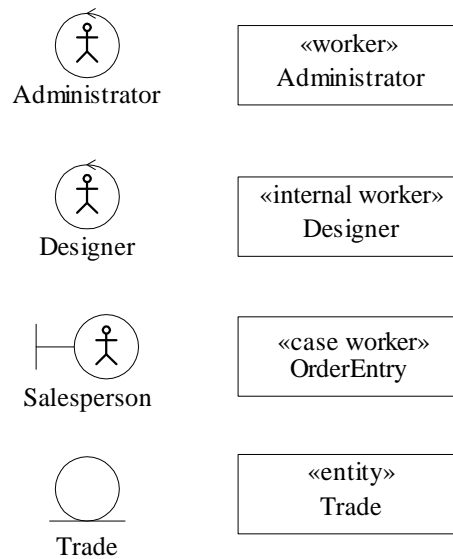 Administrator
«worker»
Administrator
Designer
«internal worker»
Designer
Salesperson
«case worker»
OrderEntry
Trade
«entity»
Trade